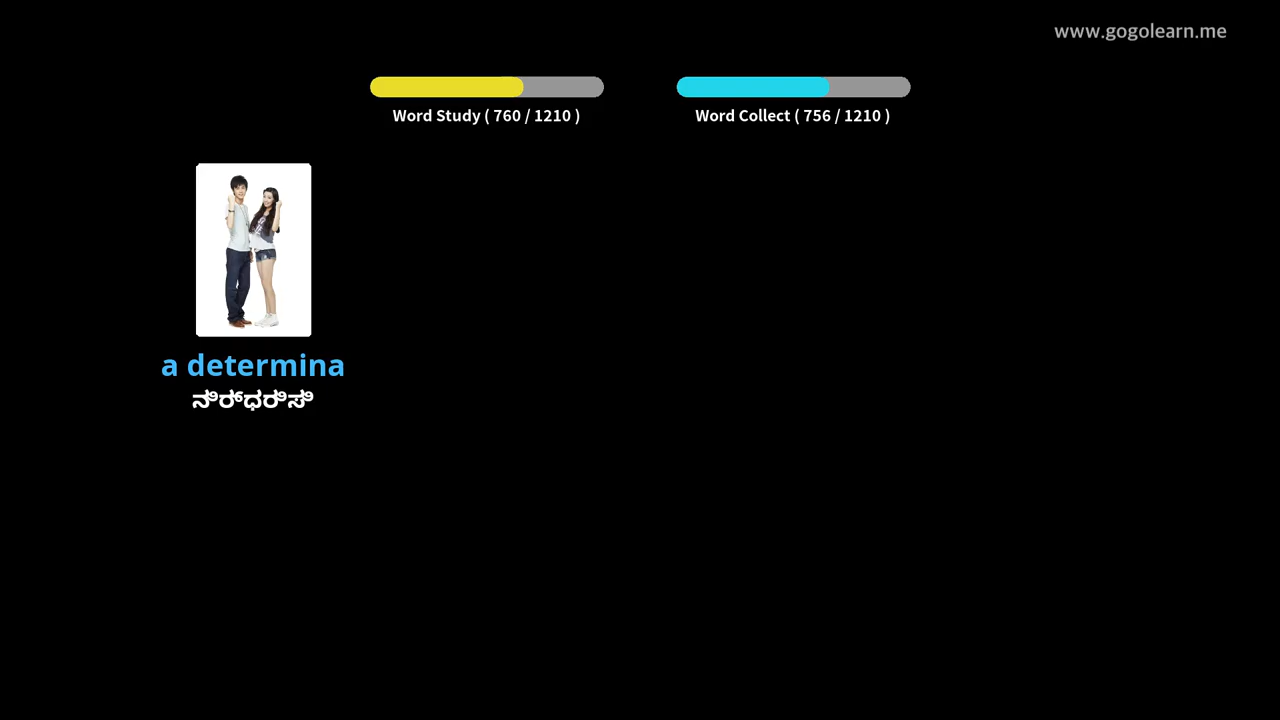 www.gogolearn.me
Word Study ( 760 / 1210 )
Word Collect ( 756 / 1210 )
a determina
ನಿರ್ಧರಿಸಿ